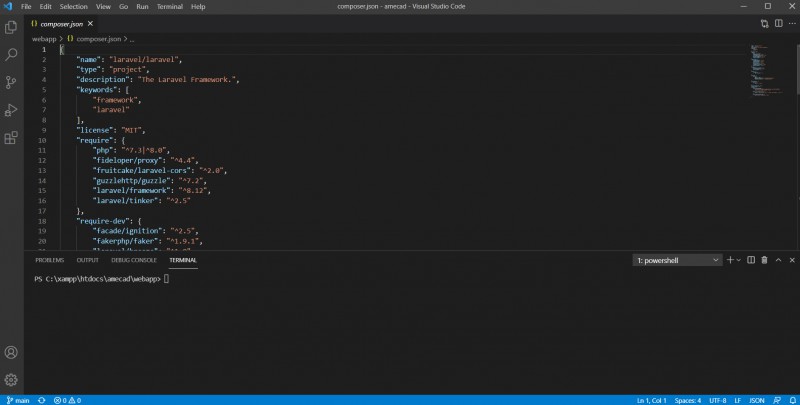 File Edit Selection View Go Run Terminal Help
composer.json - amecad - Visual Studio Code
{} composer.json ×
webapp > {} composer.json > ...
1 {
2 "name": "laravel/laravel",
3 "type": "project",
4 "description": "The Laravel Framework.",
5 "keywords": [
6 "framework",
7 "laravel"
8 ],
9 "license": "MIT",
10 "require": {
11 "php": "^7.3|^8.0",
12 "fideloper/proxy": "^4.4",
13 "fruitcake/laravel-cors": "^2.0",
14 "guzzlehttp/guzzle": "^7.2",
15 "laravel/framework": "^8.12",
16 "laravel/tinker": "^2.5"
17 },
18 "require-dev": {
19 "facade/ignition": "^2.5",
20 "fakerphp/faker": "^1.9.1",
PROBLEMS OUTPUT DEBUG CONSOLE TERMINAL
1: powershell
PS C:\xampp\htdocs\amecad\webapp>
main 0 0
Ln 1, Col 1 Spaces: 4 UTF-8 LF JSON